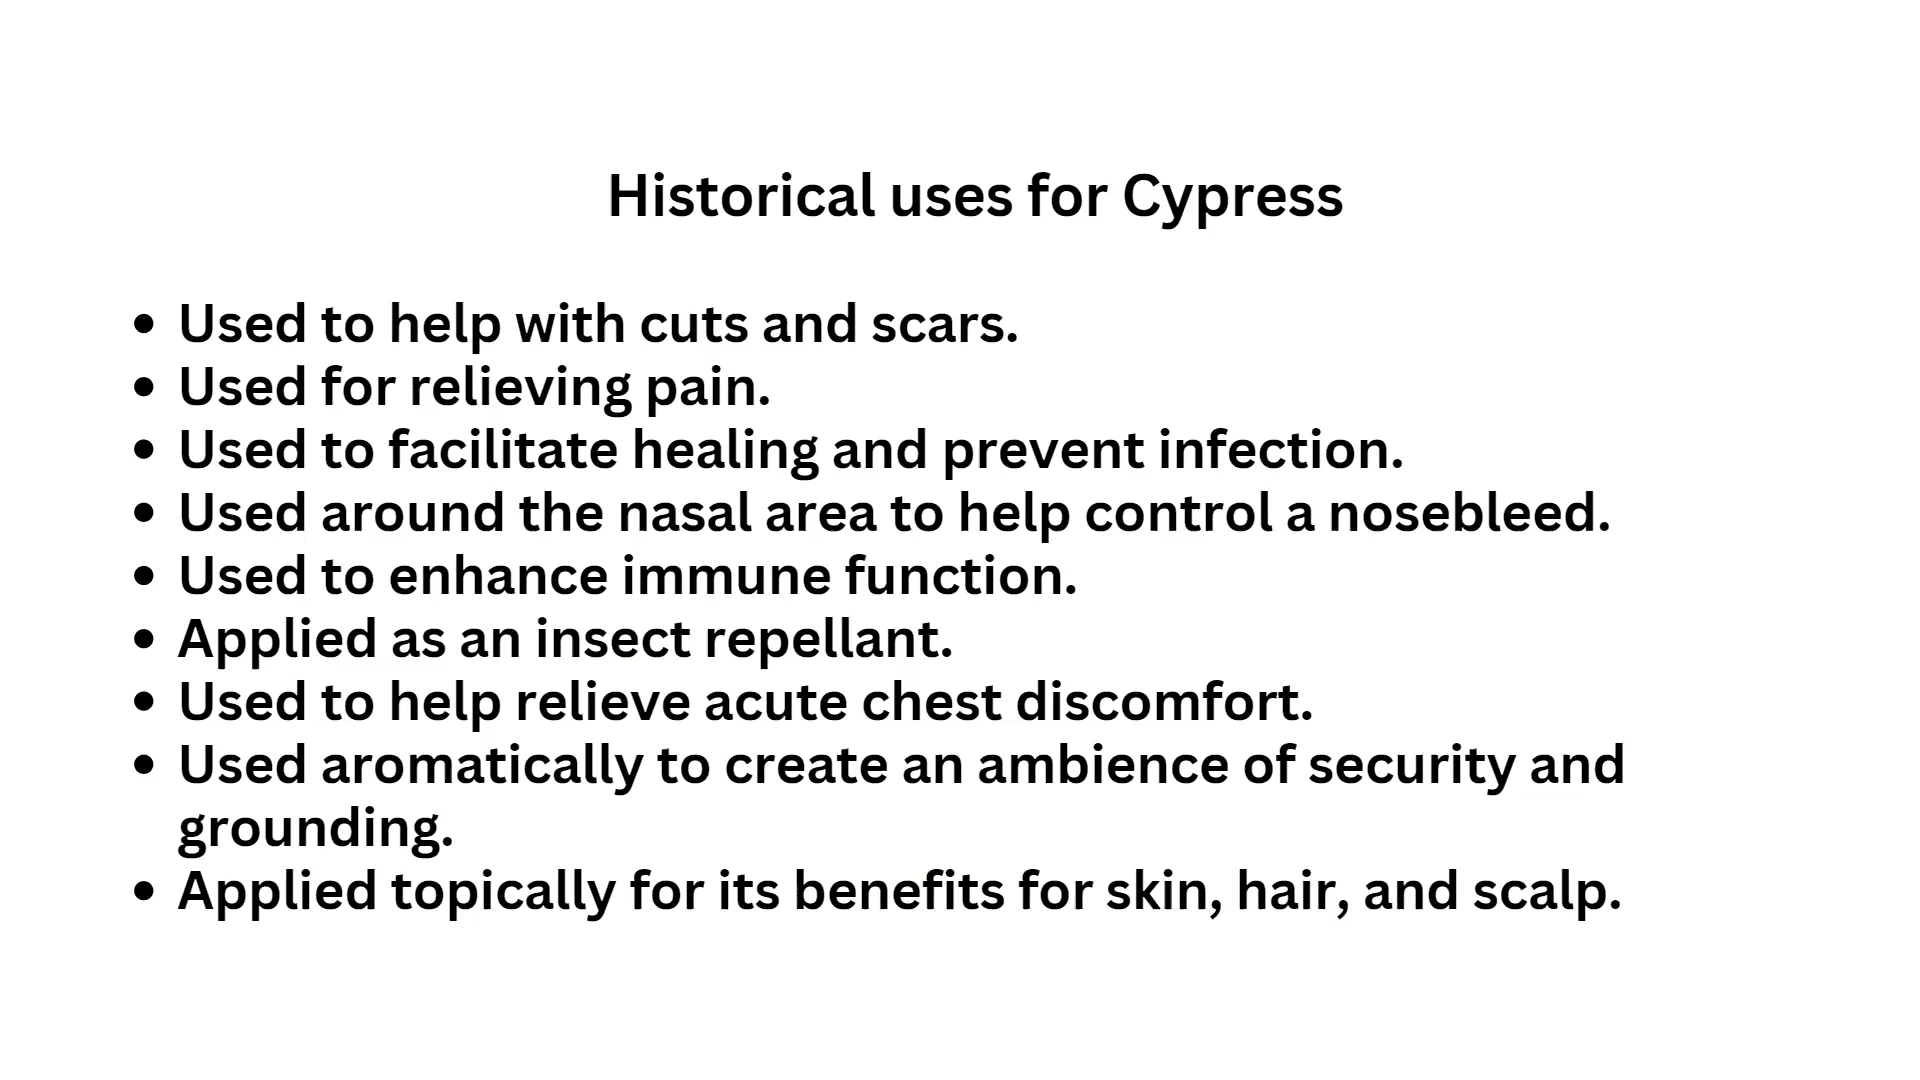 Historical uses for Cypress
• Used to help with cuts and scars.
• Used for relieving pain.
• Used to facilitate healing and prevent infection.
• Used around the nasal area to help control a nosebleed.
• Used to enhance immune function.
• Applied as an insect repellant.
• Used to help relieve acute chest discomfort.
• Used aromatically to create an ambience of security and
grounding.
• Applied topically for its benefits for skin, hair, and scalp.